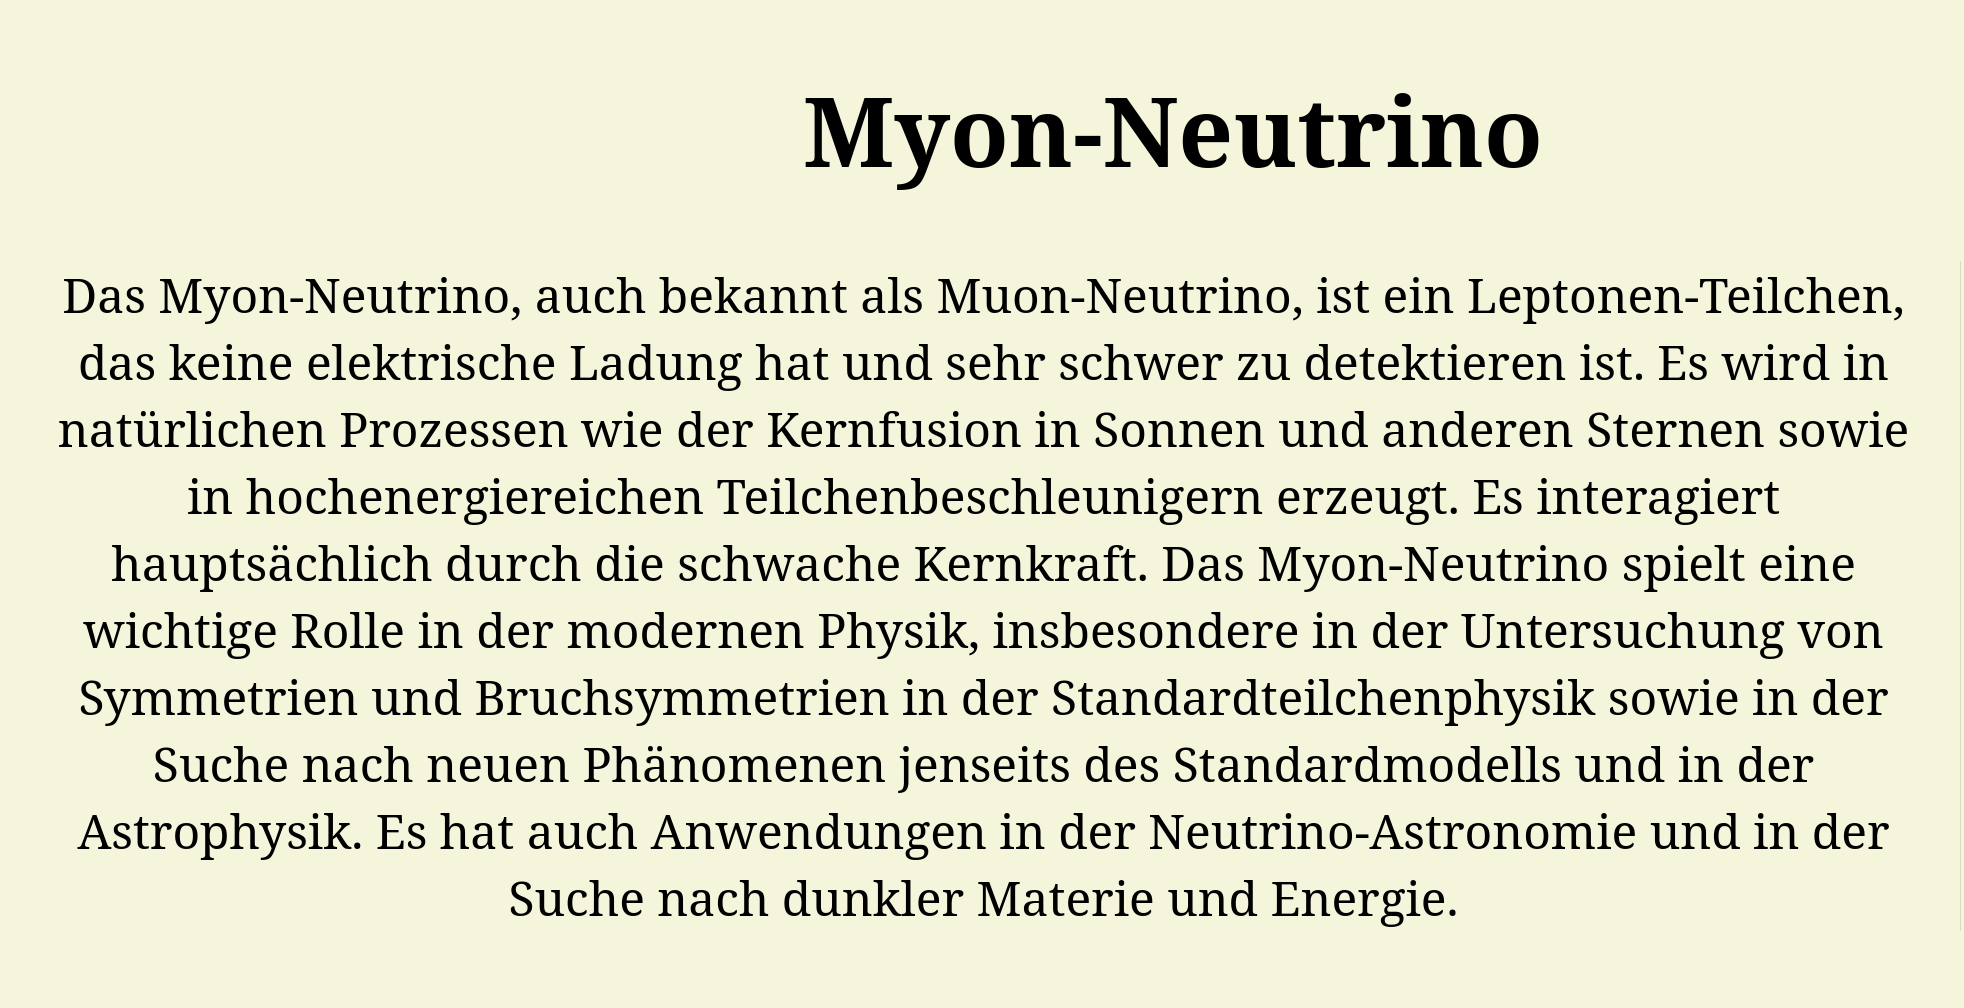 Myon-Neutrino
Das Myon-Neutrino, auch bekannt als Muon-Neutrino, ist ein Leptonen-Teilchen,
das keine elektrische Ladung hat und sehr schwer zu detektieren ist. Es wird in
natürlichen Prozessen wie der Kernfusion in Sonnen und anderen Sternen sowie
in hochenergiereichen Teilchenbeschleunigern erzeugt. Es interagiert
hauptsächlich durch die schwache Kernkraft. Das Myon-Neutrino spielt eine
wichtige Rolle in der modernen Physik, insbesondere in der Untersuchung von
Symmetrien und Bruchsymmetrien in der Standardteilchenphysik sowie in der
Suche nach neuen Phänomenen jenseits des Standardmodells und in der
Astrophysik. Es hat auch Anwendungen in der Neutrino-Astronomie und in der
Suche nach dunkler Materie und Energie.